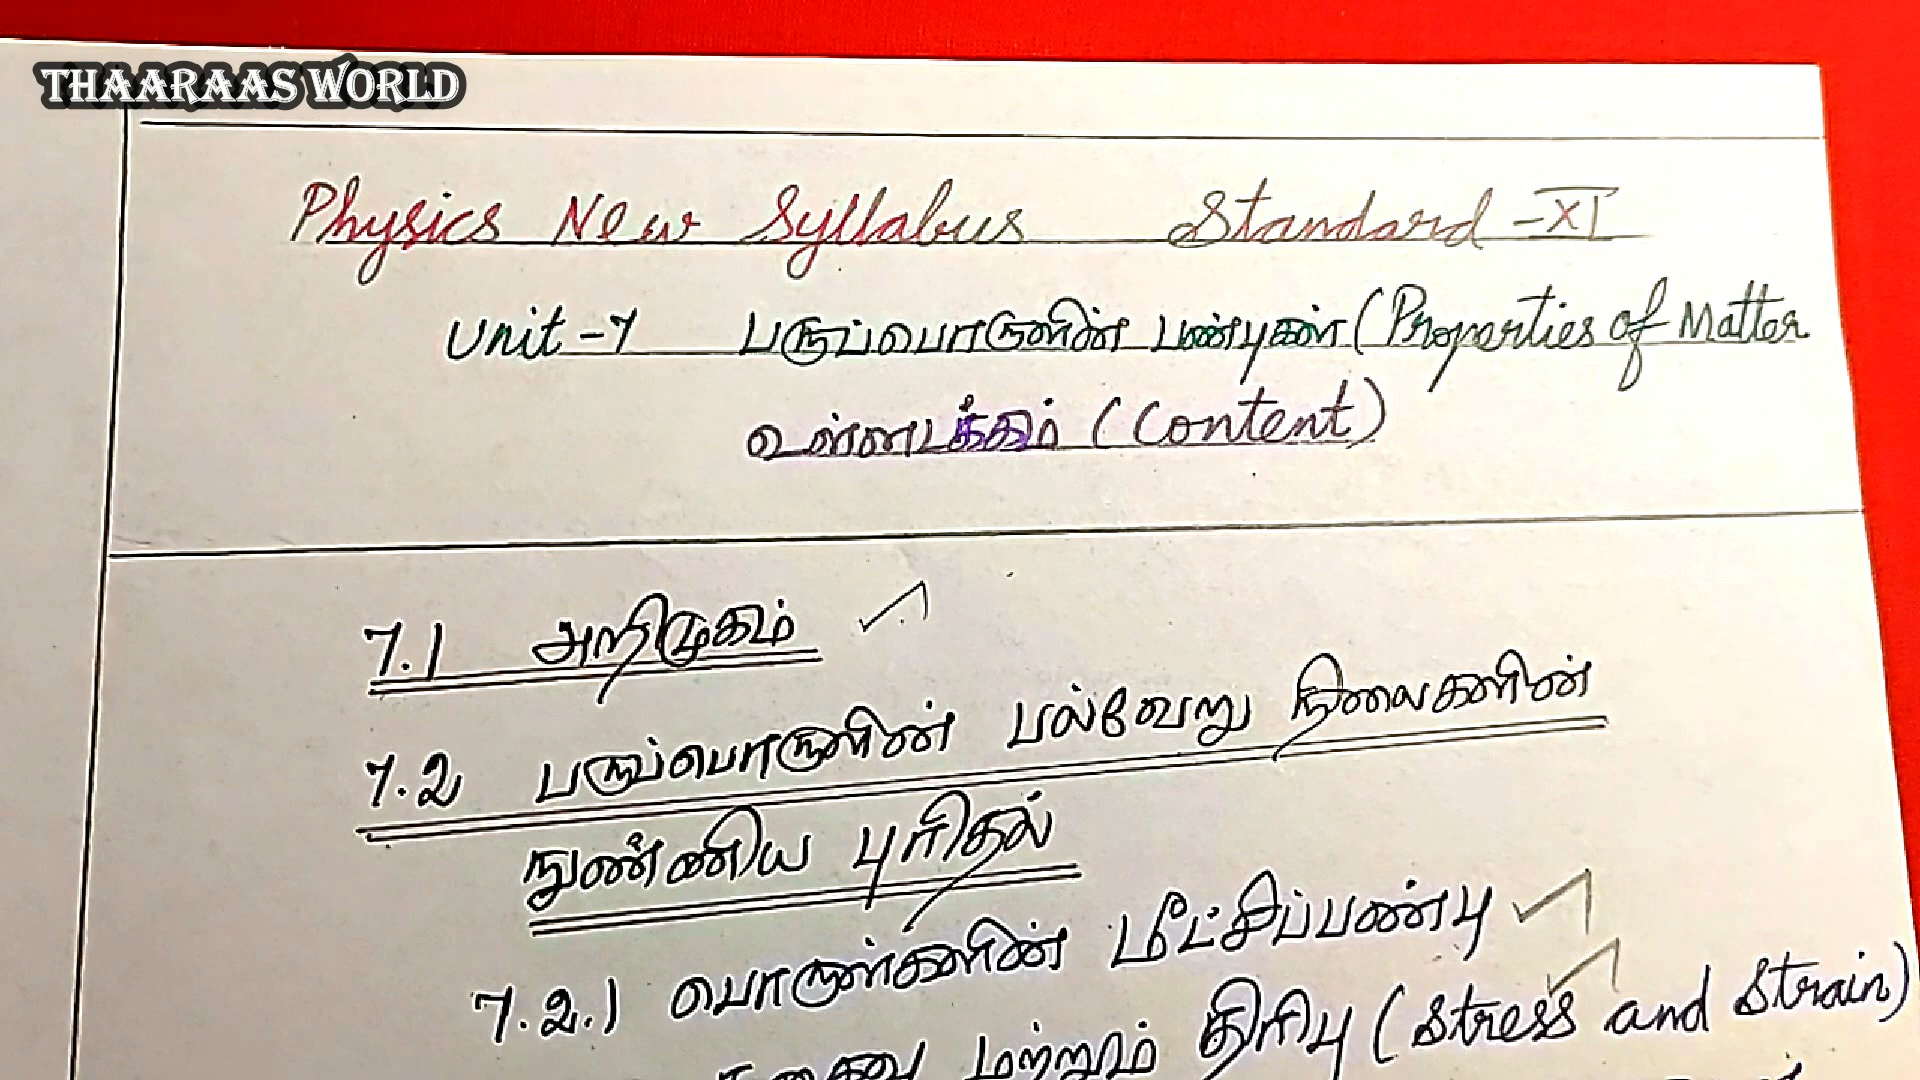 THAARAAS WORLD
Physics New Syllabus Standard - XI
Unit - 7 பருப்பொருளின் பண்புகள் (Properties of Matter
உள்ளடக்கம் (Content)
7.1 அறிமுகம்
7.2 பருப்பொருளின் பல்வேறு நிலைகளின்
நுண்ணிய புரிதல்
7.2.1 பொருள்களின் மீட்சிப்பண்பு
மற்றும் திரிபு (Stress and Strain)